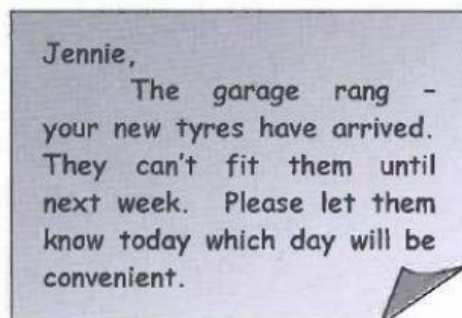 Jennie,
The garage rang –
your new tyres have arrived.
They can't fit them until
next week. Please let them
know today which day will be
convenient.